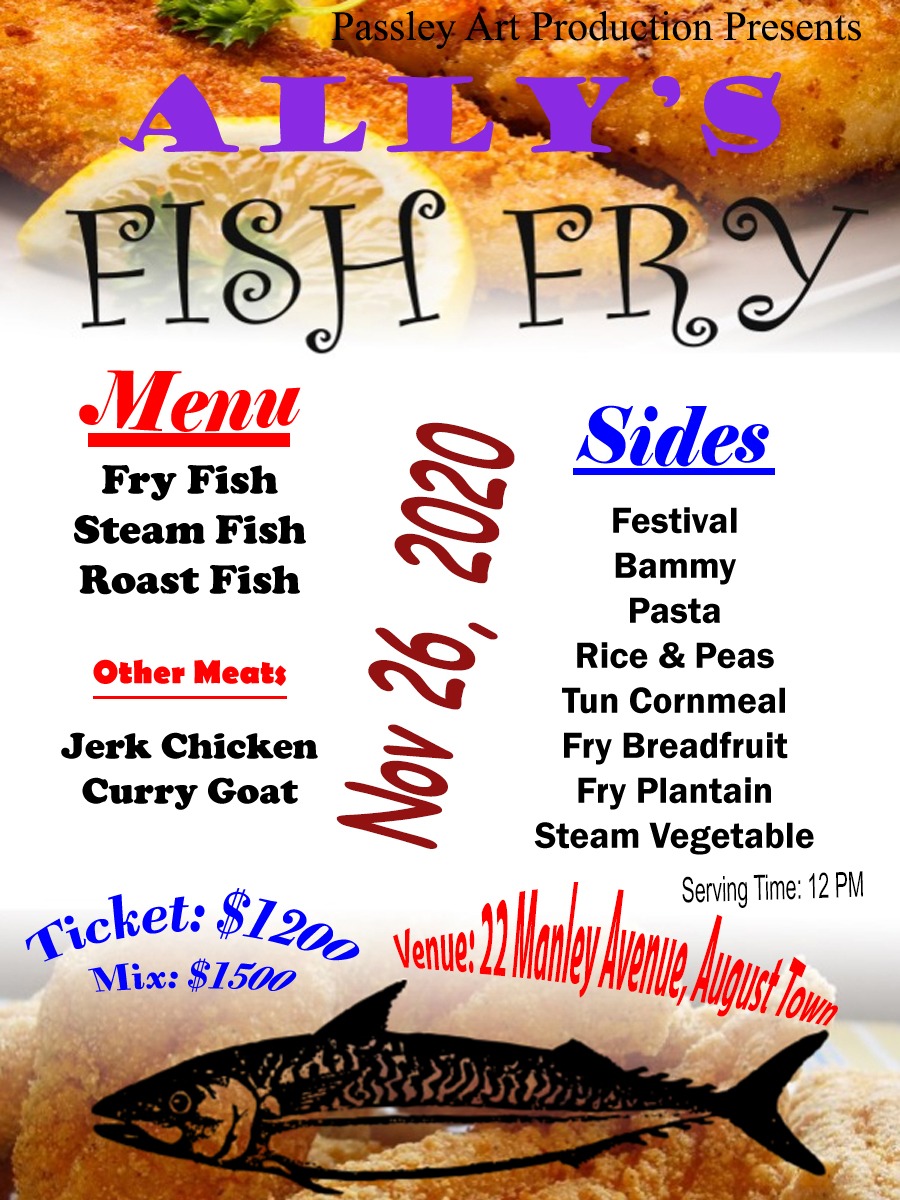 Passley Art Production Presents
ALLY'S
FISH FRY
Menu
Fry Fish
Steam Fish
Roast Fish
Other Meats
Jerk Chicken
Curry Goat
Nov 26, 2020
Sides
Festival
Bammy
Pasta
Rice & Peas
Tun Cornmeal
Fry Breadfruit
Fry Plantain
Steam Vegetable
Serving Time: 12 PM
Ticket: $1200
Mix: $1500
Venue: 22 Manley Avenue, August Town